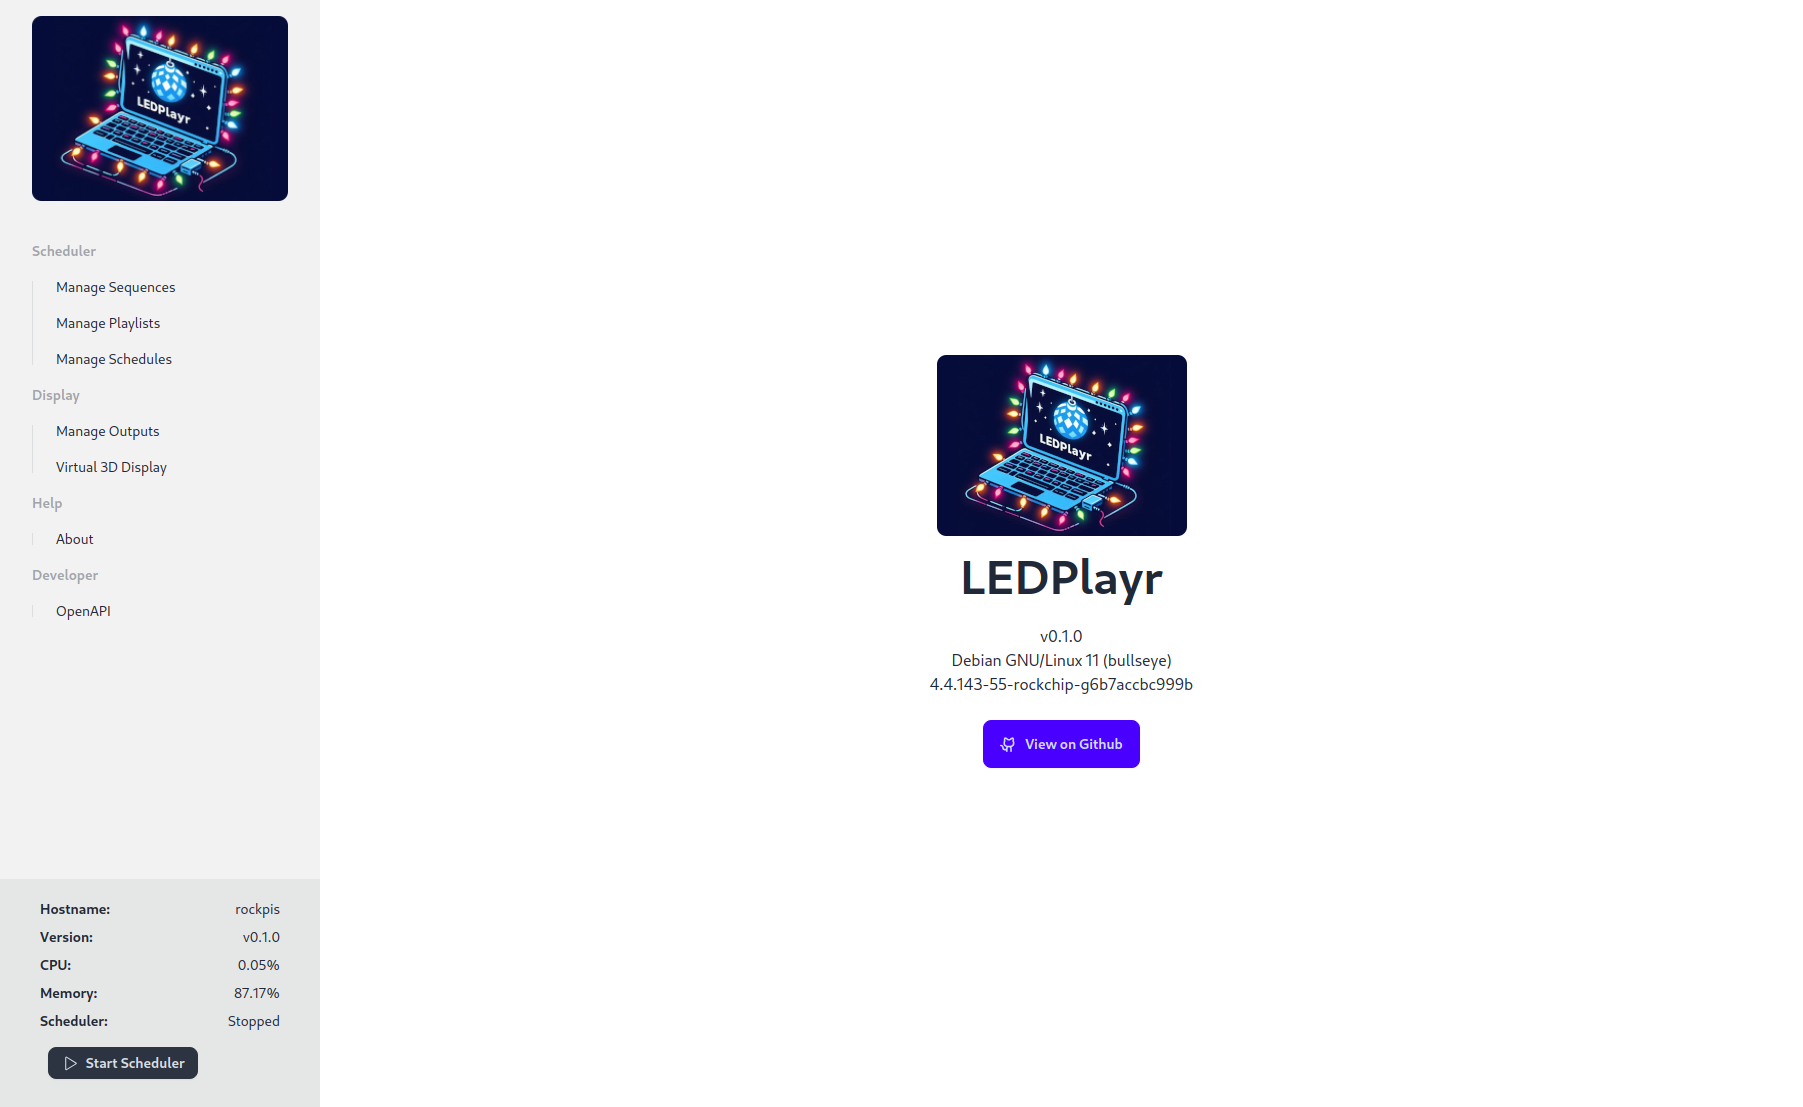 LEDPlayr
Scheduler
Manage Sequences
Manage Playlists
Manage Schedules
Display
Manage Outputs
Virtual 3D Display
Help
About
Developer
OpenAPI
Hostname: rockpis
Version: v0.1.0
CPU: 0.05%
Memory: 87.17%
Scheduler: Stopped
Start Scheduler
LEDPlayr
LEDPlayr
v0.1.0
Debian GNU/Linux 11 (bullseye)
4.4.143-55-rockchip-g6b7accbc999b
View on Github